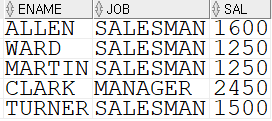 ENAME JOB SAL
ALLEN SALESMAN 1600
WARD SALESMAN 1250
MARTIN SALESMAN 1250
CLARK MANAGER 2450
TURNER SALESMAN 1500